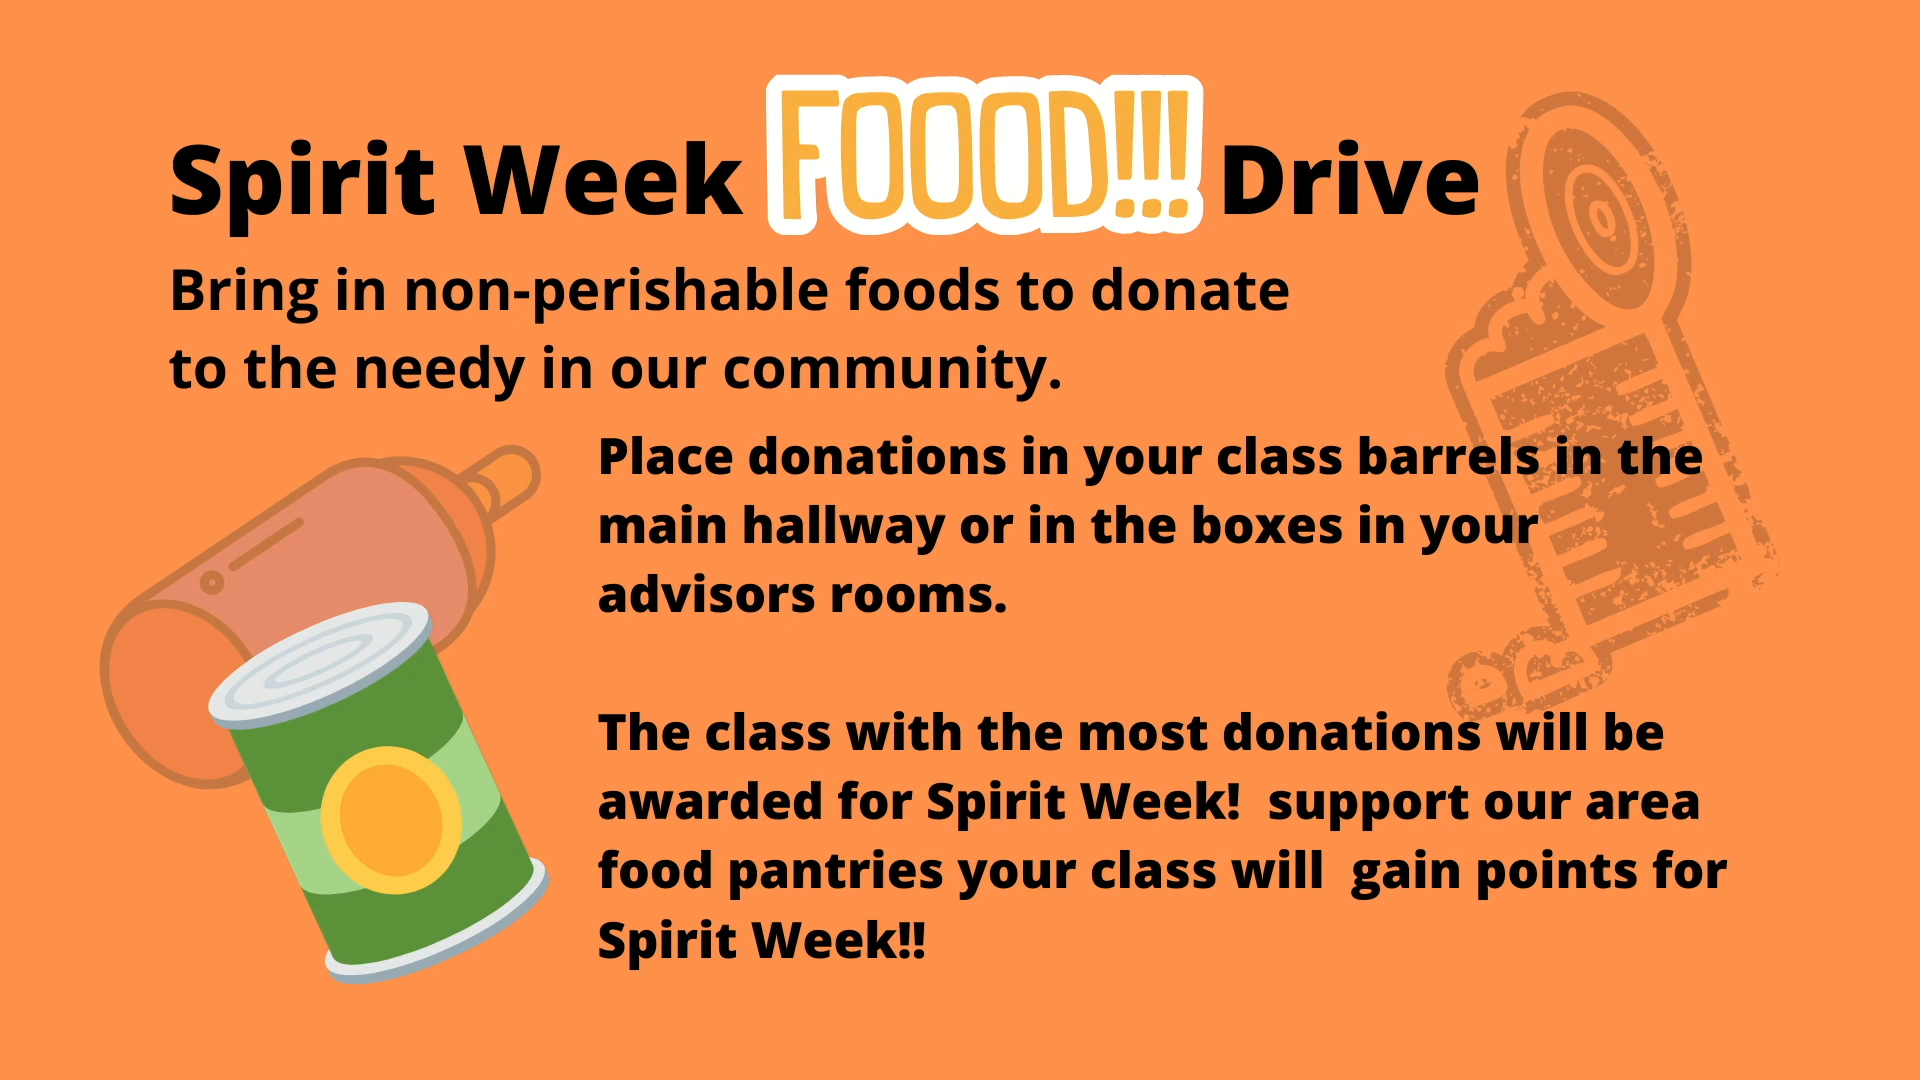 Spirit Week FOOOD!!! Drive
Bring in non-perishable foods to donate
to the needy in our community.
Place donations in your class barrels in the
main hallway or in the boxes in your
advisors rooms.
The class with the most donations will be
awarded for Spirit Week!  support our area
food pantries your class will  gain points for
Spirit Week!!